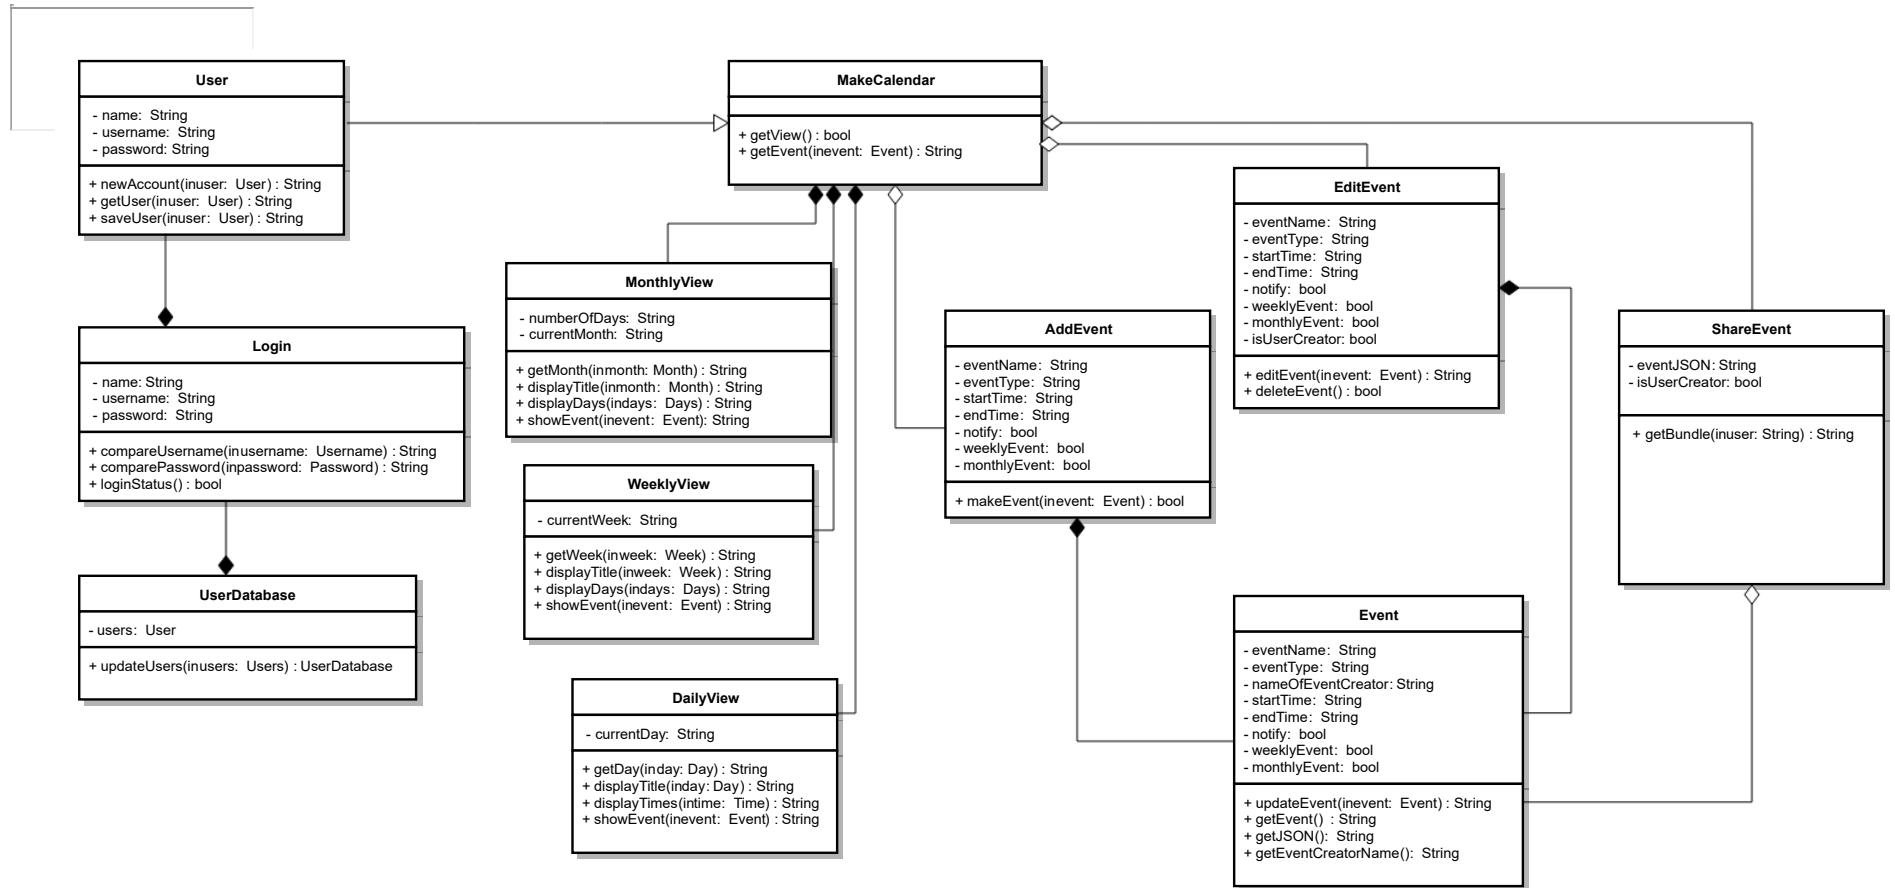 User
- name: String
- username: String
- password: String
+ newAccount(inuser: User) : String
+ getUser(inuser: User) : String
+ saveUser(inuser: User) : String
MakeCalendar
+ getView() : bool
+ getEvent(inevent: Event) : String
EditEvent
- eventName: String
- eventType: String
- startTime: String
- endTime: String
- notify: bool
- weeklyEvent: bool
- monthlyEvent: bool
- isUserCreator: bool
+ editEvent(inevent: Event) : String
+ deleteEvent() : bool
MonthlyView
- numberOfDays: String
- currentMonth: String
+ getMonth(inmonth: Month) : String
+ displayTitle(inmonth: Month) : String
+ displayDays(indays: Days) : String
+ showEvent(inevent: Event): String
AddEvent
- eventName: String
- eventType: String
- startTime: String
- endTime: String
- notify: bool
- weeklyEvent: bool
- monthlyEvent: bool
+ makeEvent(inevent: Event) : bool
ShareEvent
- eventJSON: String
- isUserCreator: bool
+ getBundle(inuser: String) : String
Login
- name: String
- username: String
- password: String
+ compareUsername(inusername: Username) : String
+ comparePassword(inpassword: Password) : String
+ loginStatus() : bool
WeeklyView
- currentWeek: String
+ getWeek(inweek: Week) : String
+ displayTitle(inweek: Week) : String
+ displayDays(indays: Days) : String
+ showEvent(inevent: Event) : String
UserDatabase
- users: User
+ updateUsers(inusers: Users) : UserDatabase
Event
- eventName: String
- eventType: String
- nameOfEventCreator: String
- startTime: String
- endTime: String
- notify: bool
- weeklyEvent: bool
- monthlyEvent: bool
+ updateEvent(inevent: Event) : String
+ getEvent() : String
+ getJSON(): String
+ getEventCreatorName(): String
DailyView
- currentDay: String
+ getDay(inday: Day) : String
+ displayTitle(inday: Day) : String
+ displayTimes(intime: Time) : String
+ showEvent(inevent: Event) : String